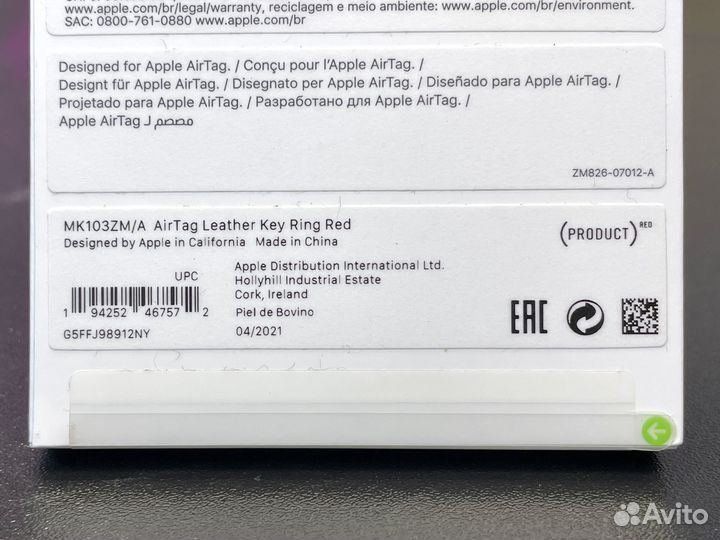 www.apple.com/br/legal/warranty, reciclagem e meio ambiente: www.apple.com/br/environment.
SAC: 0800-761-0880 www.apple.com/br
Designed for Apple AirTag. / Conçu pour l'Apple AirTag. /
Designt für Apple AirTag. / Disegnato per Apple AirTag. / Diseñado para Apple AirTag. /
Projetado para Apple AirTag. / Разработано для Apple AirTag. /
مصمم لـ Apple AirTag
ZM826-07012-A
MK103ZM/A AirTag Leather Key Ring Red
Designed by Apple in California Made in China
(PRODUCT)RED
UPC
1 94252 46757 2
G5FFJ98912NY
Apple Distribution International Ltd.
Hollyhill Industrial Estate
Cork, Ireland
Piel de Bovino
04/2021
EAC
Avito